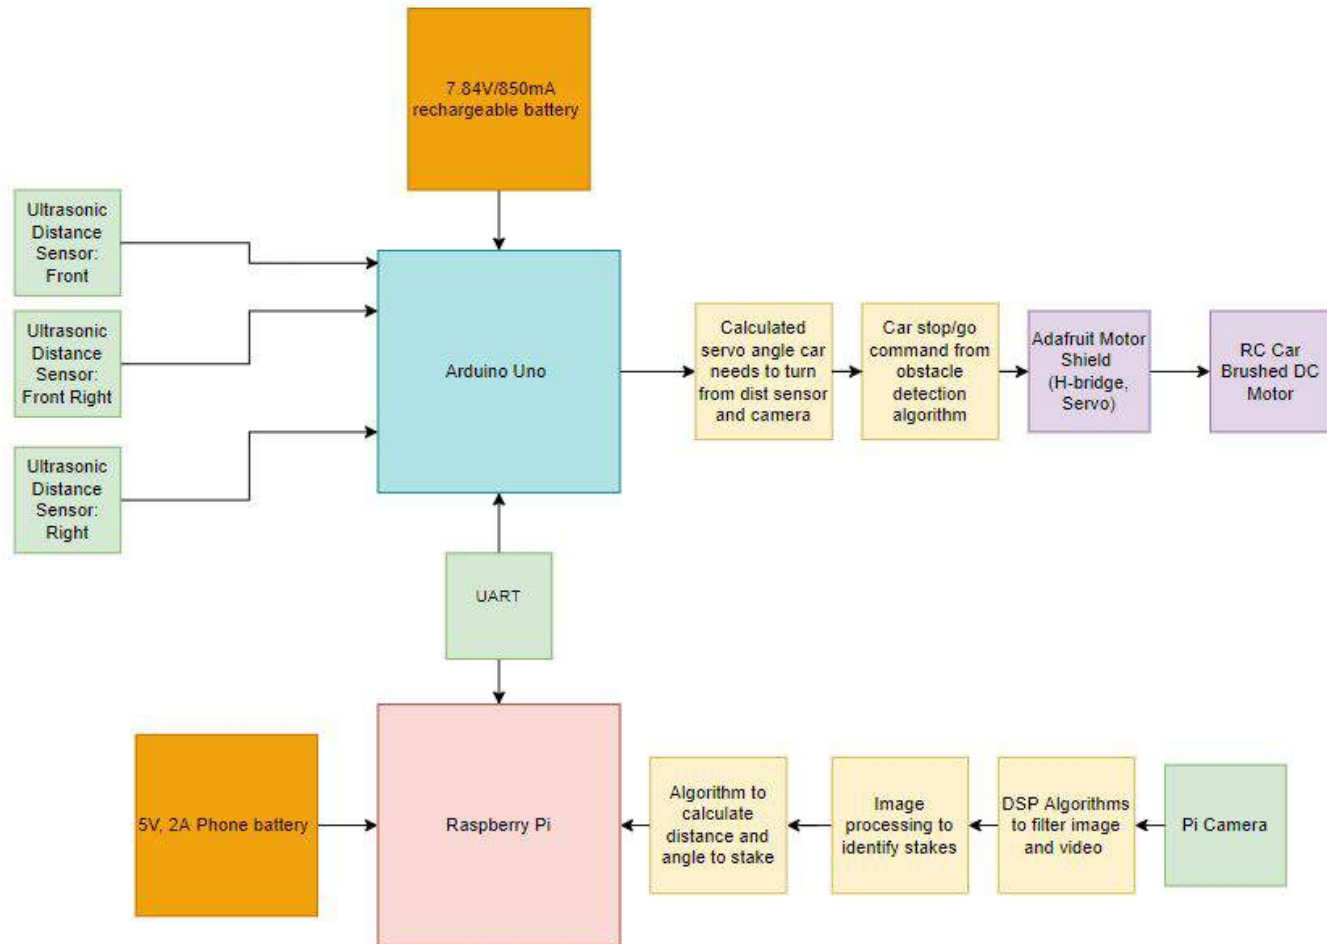 7.84V/850mA
rechargeable battery
Ultrasonic
Distance
Sensor:
Front
Ultrasonic
Distance
Sensor:
Front Right
Ultrasonic
Distance
Sensor:
Right
Arduino Uno
Calculated
servo angle car
needs to turn
from dist sensor
and camera
Car stop/go
command from
obstacle
detection
algorithm
Adafruit Motor
Shield
(H-bridge,
Servo)
RC Car
Brushed DC
Motor
UART
5V, 2A Phone battery
Raspberry Pi
Algorithm to
calculate
distance and
angle to stake
Image
processing to
identify stakes
DSP Algorithms
to filter image
and video
Pi Camera